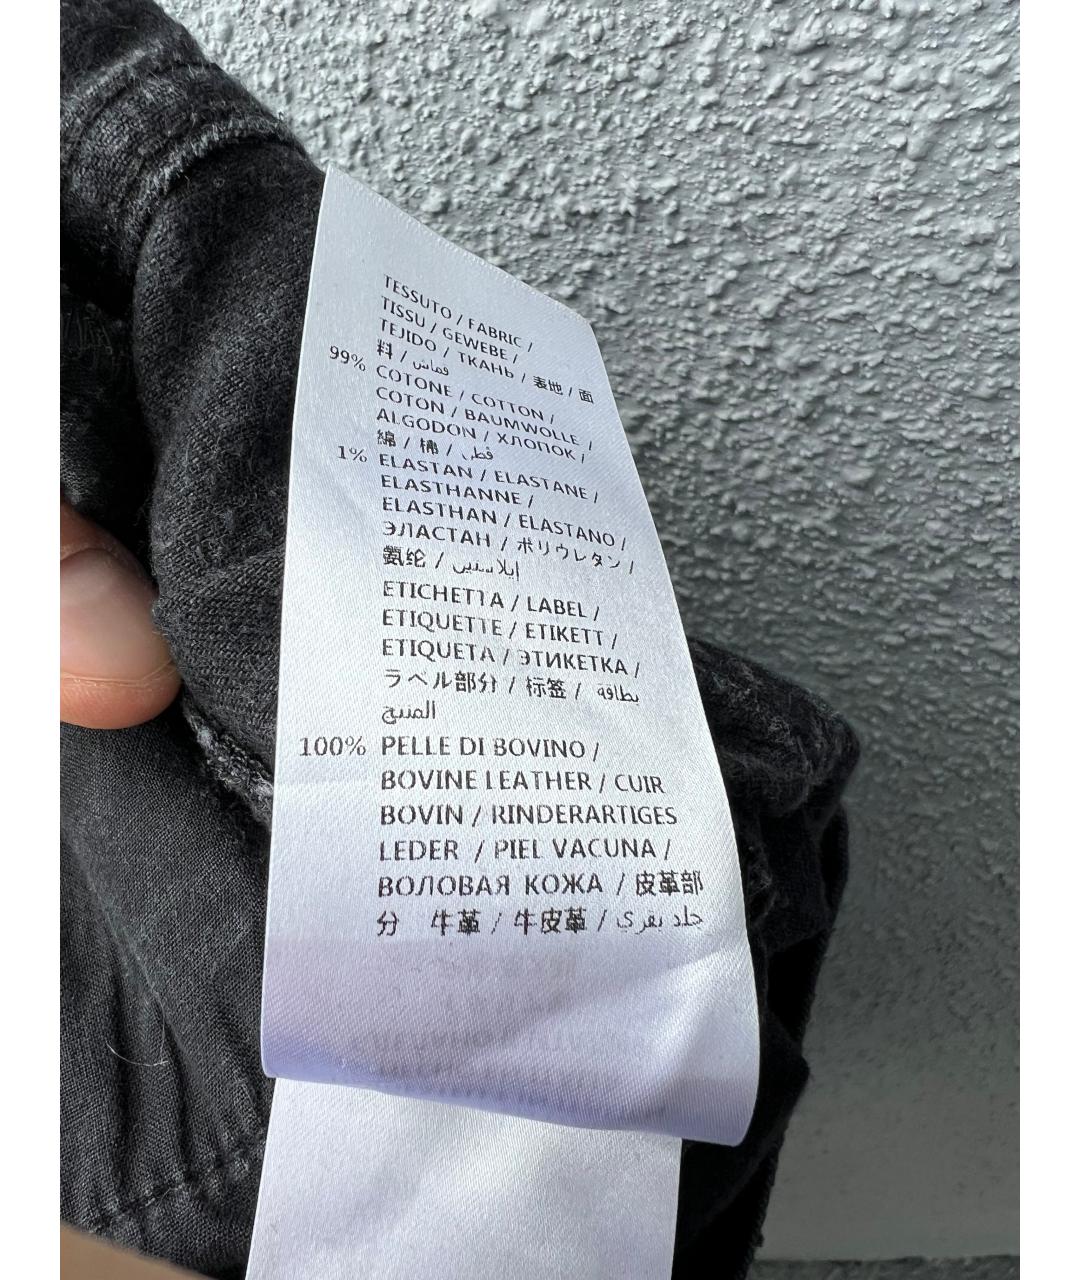 TESSUTO / FABRIC /
TISSU / GEWEBE /
TEJIDO / ТКАНЬ / 表地 / 面
料 / قماش
99% COTONE / COTTON /
COTON / BAUMWOLLE /
ALGODON / ХЛОПОК /
綿 / 棉 / قطن
1% ELASTAN / ELASTANE /
ELASTHANNE /
ELASTHAN / ELASTANO /
ЭЛАСТАН / ポリウレタン /
氨纶 / إيلاستين
ETICHETTA / LABEL /
ETIQUETTE / ETIKETT /
ETIQUETA / ЭТИКЕТКА /
ラベル部分 / 标签 / بطاقة
المنتج
100% PELLE DI BOVINO /
BOVINE LEATHER / CUIR
BOVIN / RINDERARTIGES
LEDER / PIEL VACUNA /
ВОЛОВАЯ КОЖА / 皮革部
分 牛革 / 牛皮革 / جلد بقري